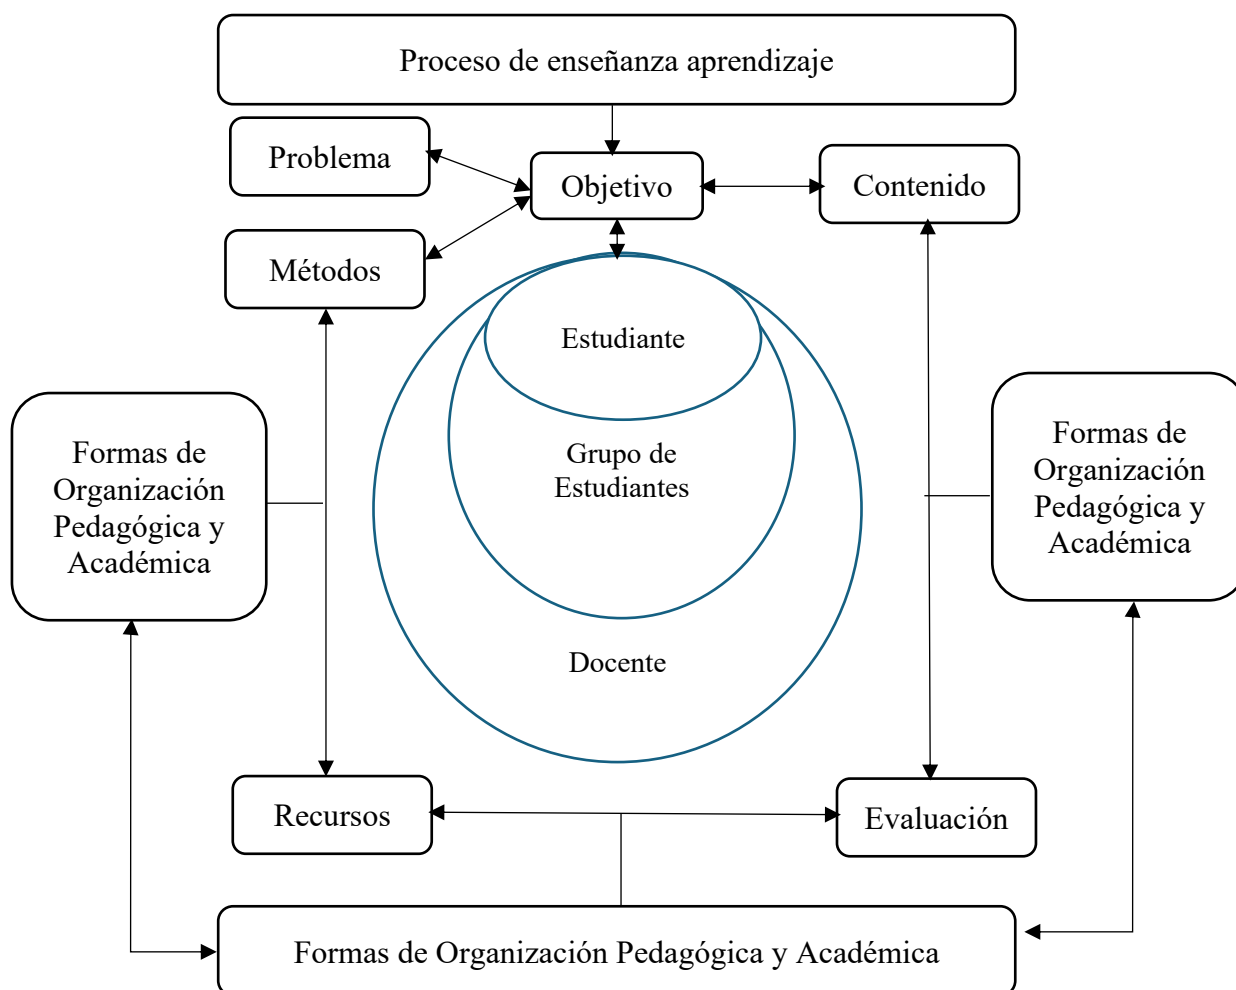 Proceso de enseñanza aprendizaje
Problema
Objetivo
Contenido
Métodos
Estudiante
Formas de
Organización
Pedagógica y
Académica
Grupo de
Estudiantes
Formas de
Organización
Pedagógica y
Académica
Docente
Recursos
Evaluación
Formas de Organización Pedagógica y Académica